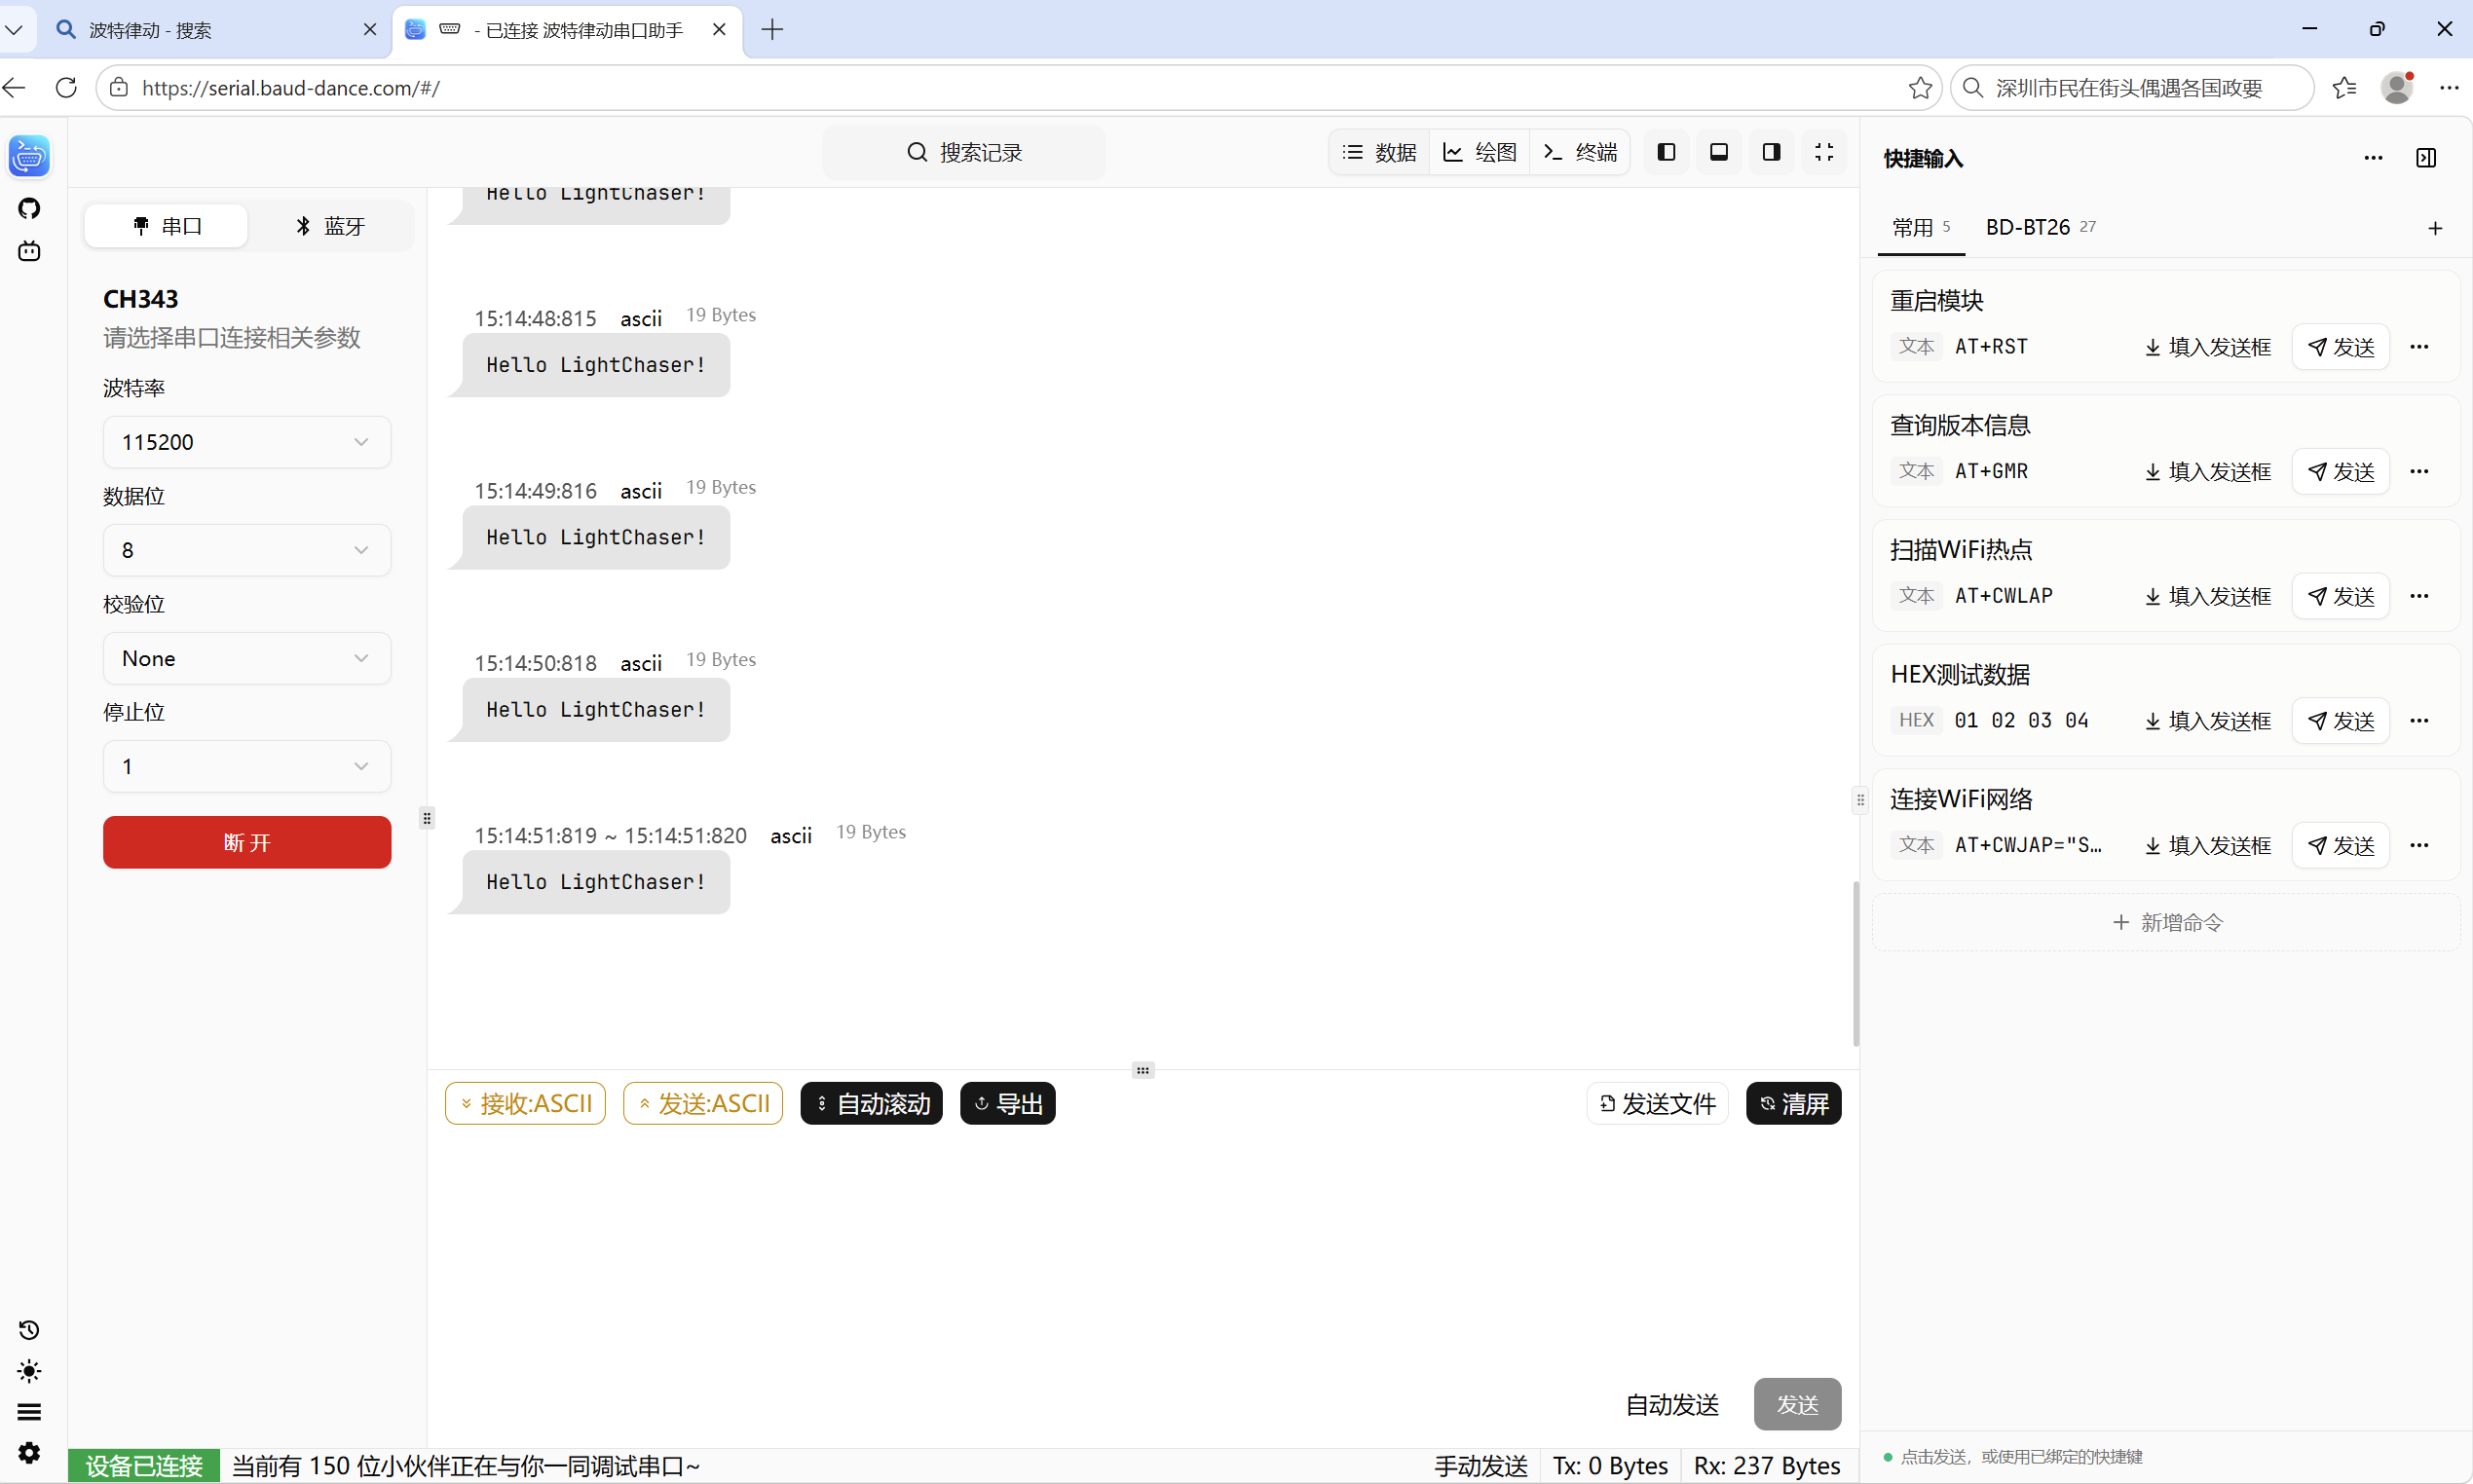 波特律动 - 搜索
- 已连接 波特律动串口助手
https://serial.baud-dance.com/#/
深圳市民在街头偶遇各国政要
搜索记录
数据
绘图
终端
串口
蓝牙
CH343
请选择串口连接相关参数
波特率
115200
数据位
8
校验位
None
停止位
1
断 开
Hello LightChaser!
15:14:48:815 ascii 19 Bytes
Hello LightChaser!
15:14:49:816 ascii 19 Bytes
Hello LightChaser!
15:14:50:818 ascii 19 Bytes
Hello LightChaser!
15:14:51:819 ~ 15:14:51:820 ascii 19 Bytes
Hello LightChaser!
接收:ASCII
发送:ASCII
自动滚动
导出
发送文件
清屏
自动发送
发送
快捷输入
常用 5
BD-BT26 27
重启模块
文本 AT+RST 填入发送框 发送
查询版本信息
文本 AT+GMR 填入发送框 发送
扫描WiFi热点
文本 AT+CWLAP 填入发送框 发送
HEX测试数据
HEX 01 02 03 04 填入发送框 发送
连接WiFi网络
文本 AT+CWJAP="S... 填入发送框 发送
新增命令
点击发送，或使用已绑定的快捷键
设备已连接
当前有 150 位小伙伴正在与你一同调试串口~
手动发送
Tx: 0 Bytes
Rx: 237 Bytes